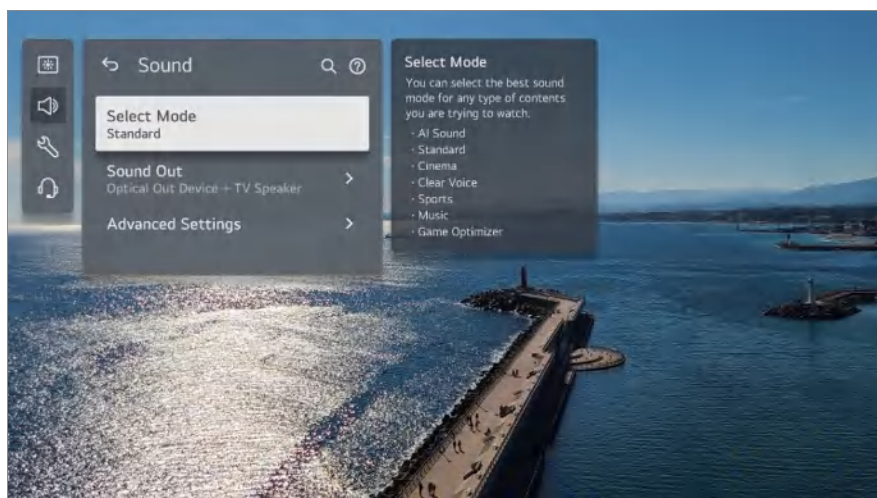 Sound
Select Mode
Standard
Sound Out
Optical Out Device + TV Speaker
Advanced Settings
Select Mode
You can select the best sound
mode for any type of contents
you are trying to watch.
· AI Sound
· Standard
· Cinema
· Clear Voice
· Sports
· Music
· Game Optimizer